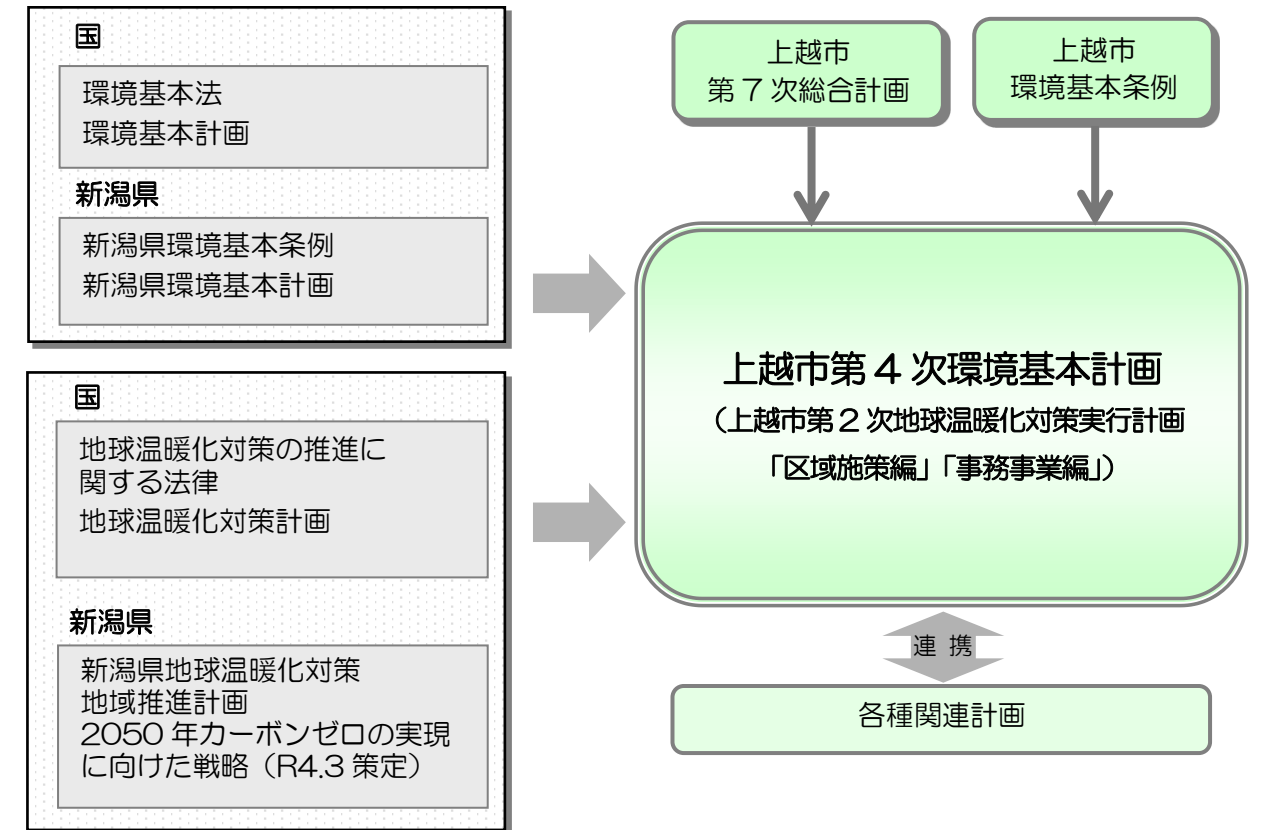 国
環境基本法
環境基本計画
新潟県
新潟県環境基本条例
新潟県環境基本計画
国
地球温暖化対策の推進に
関する法律
地球温暖化対策計画
新潟県
新潟県地球温暖化対策
地域推進計画
2050年カーボンゼロの実現
に向けた戦略（R4.3策定）
上越市
第7次総合計画
上越市
環境基本条例
上越市第4次環境基本計画
（上越市第2次地球温暖化対策実行計画
「区域施策編」「事務事業編」）
連 携
各種関連計画